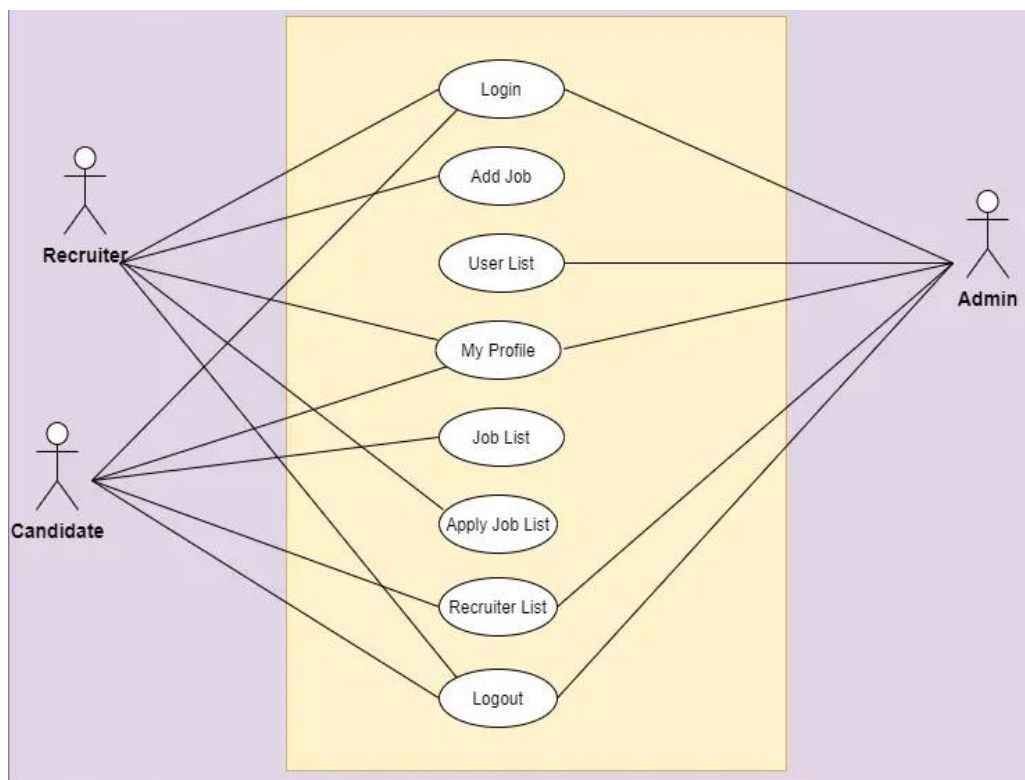 Login
Add Job
Recruiter
User List
Admin
My Profile
Job List
Candidate
Apply Job List
Recruiter List
Logout